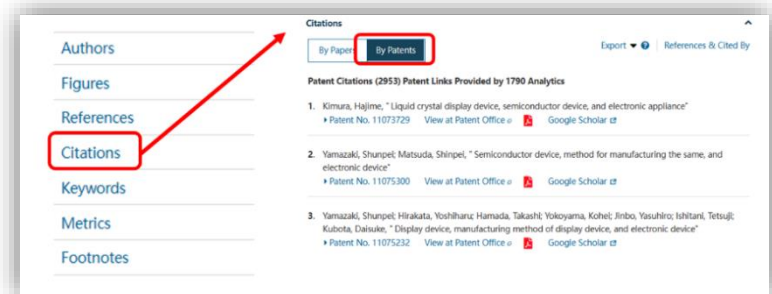 Authors
Figures
References
Citations
Keywords
Metrics
Footnotes
Citations
By Papers
By Patents
Export
References & Cited By
Patent Citations (2953) Patent Links Provided by 1790 Analytics
1. Kimura, Hajime, "Liquid crystal display device, semiconductor device, and electronic appliance"
Patent No. 11073729 View at Patent Office Google Scholar
2. Yamazaki, Shunpei; Matsuda, Shinpei, "Semiconductor device, method for manufacturing the same, and
electronic device"
Patent No. 11075300 View at Patent Office Google Scholar
3. Yamazaki, Shunpei; Hirakata, Yoshiharu; Hamada, Takashi; Yokoyama, Kohei; Jinbo, Yasuhiro; Ishitani, Tetsuji;
Kubota, Daisuke, "Display device, manufacturing method of display device, and electronic device"
Patent No. 11075232 View at Patent Office Google Scholar